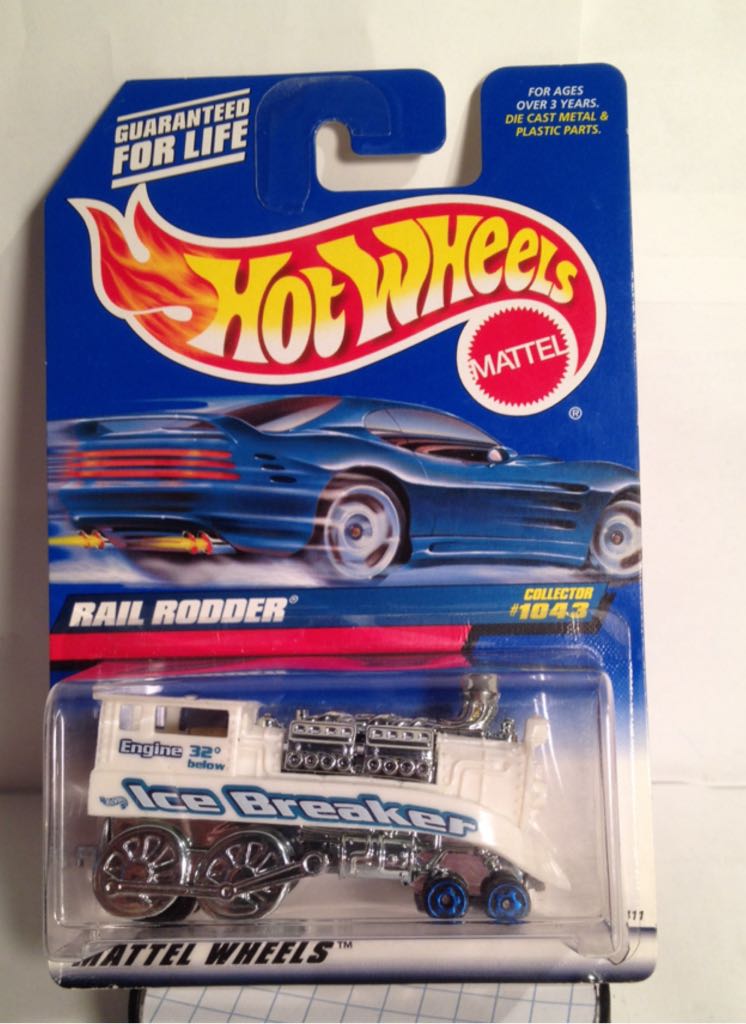 GUARANTEED
FOR LIFE
FOR AGES
OVER 3 YEARS.
DIE CAST METAL &
PLASTIC PARTS.
HOT WHEELS
MATTEL
®
RAIL RODDER®
COLLECTOR
#1043
Engine 32°
below
Ice Breaker
MATTEL WHEELS™